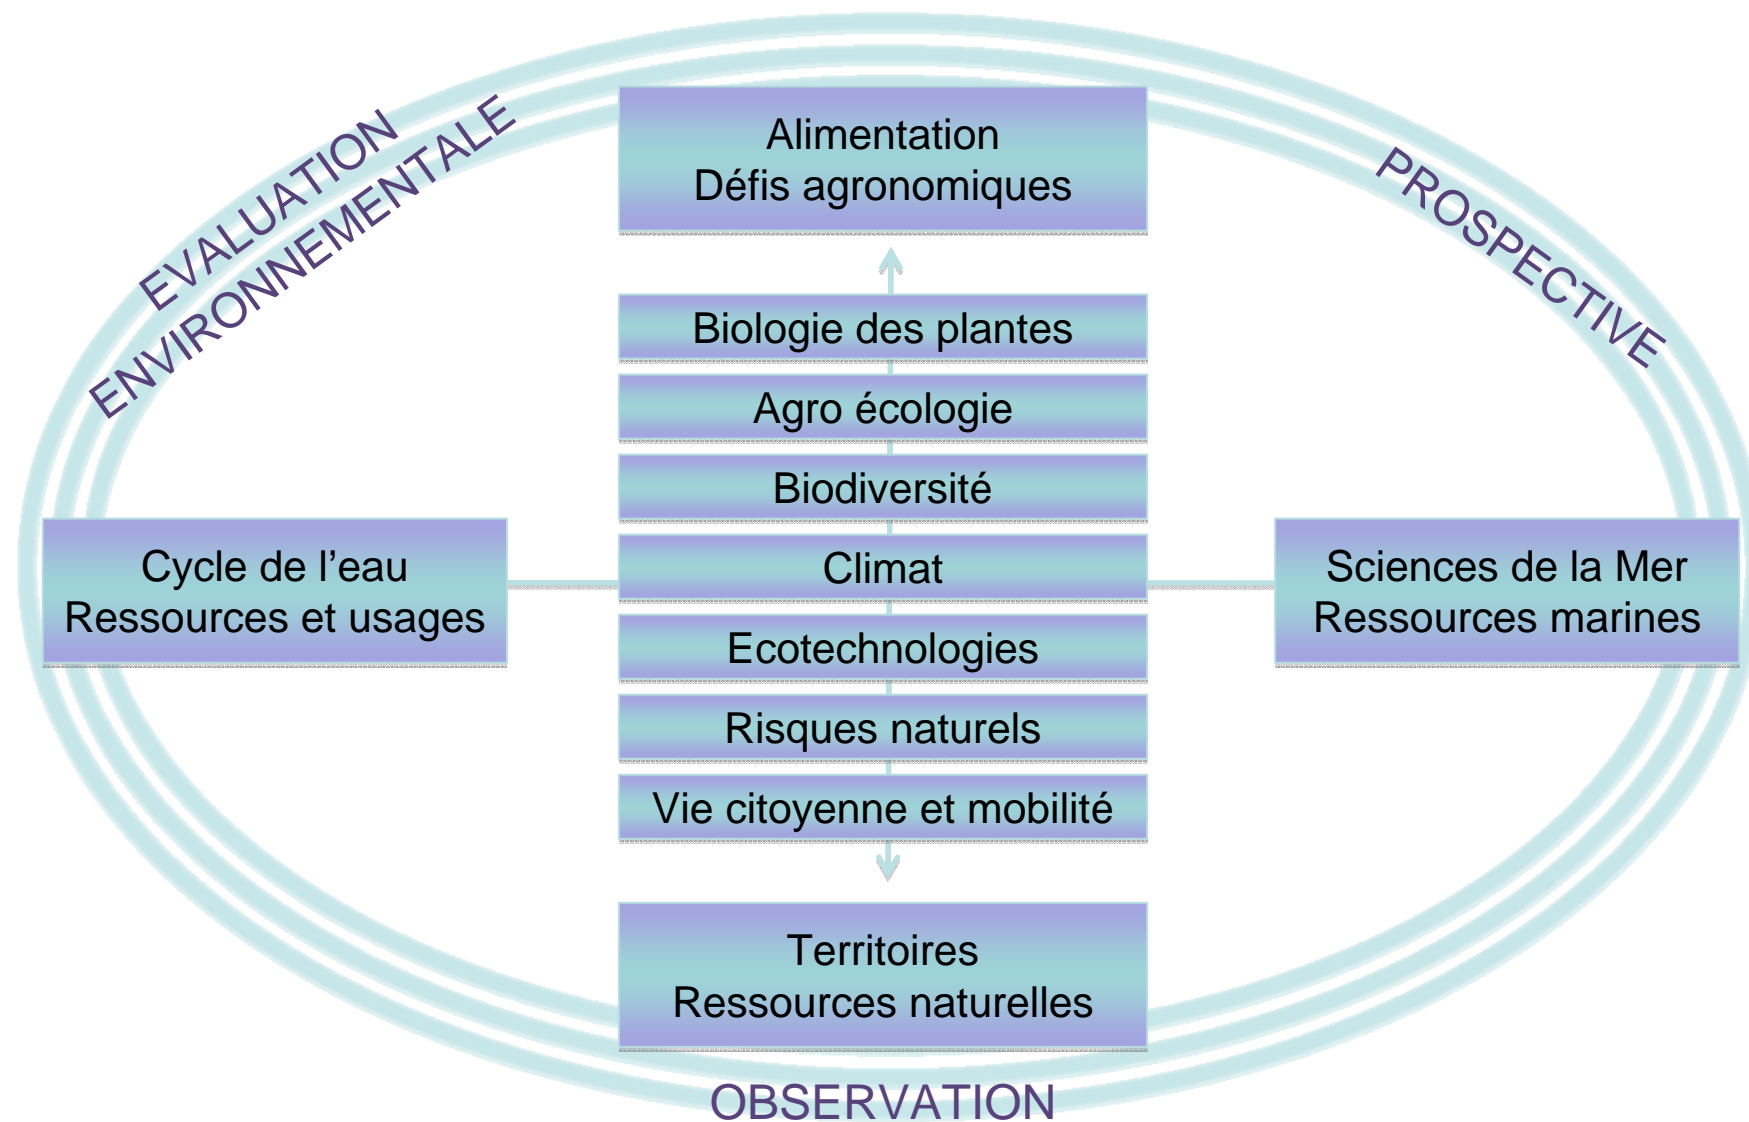 EVALUATION
ENVIRONNEMENTALE
PROSPECTIVE
Alimentation
Défis agronomiques
Biologie des plantes
Agro écologie
Biodiversité
Cycle de l’eau
Ressources et usages
Climat
Sciences de la Mer
Ressources marines
Ecotechnologies
Risques naturels
Vie citoyenne et mobilité
Territoires
Ressources naturelles
OBSERVATION